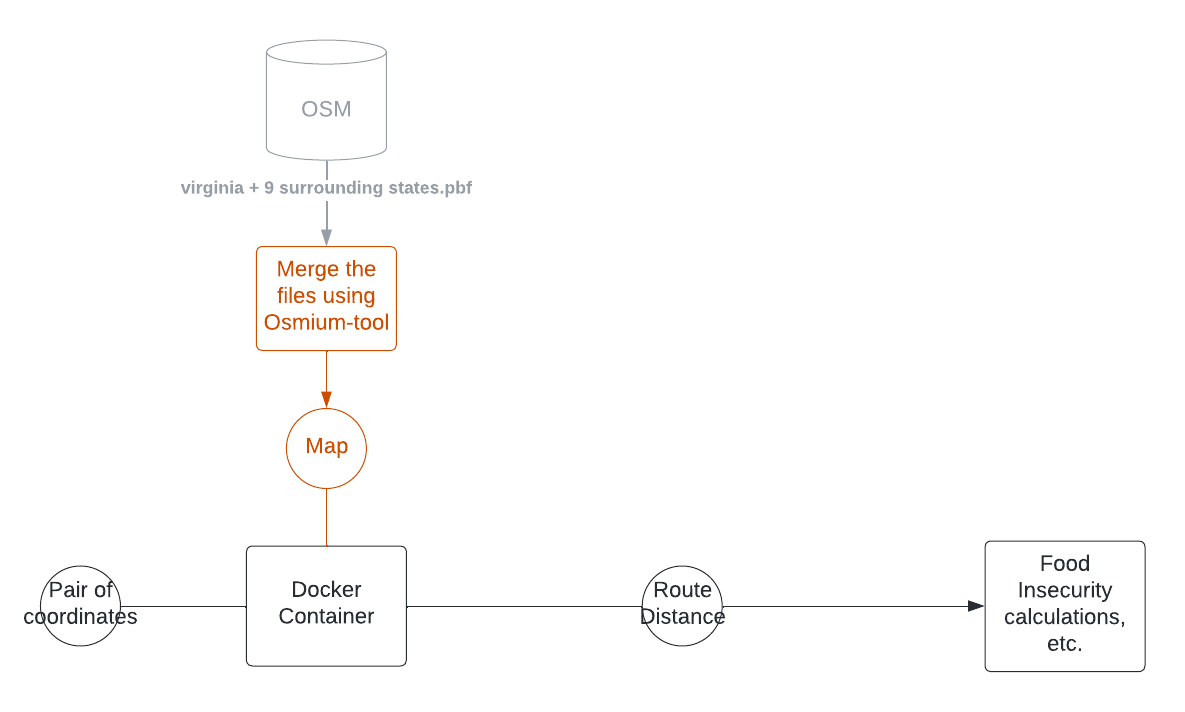 OSM
virginia + 9 surrounding states.pbf
Merge the
files using
Osmium-tool
Map
Pair of
coordinates
Docker
Container
Route
Distance
Food
Insecurity
calculations,
etc.